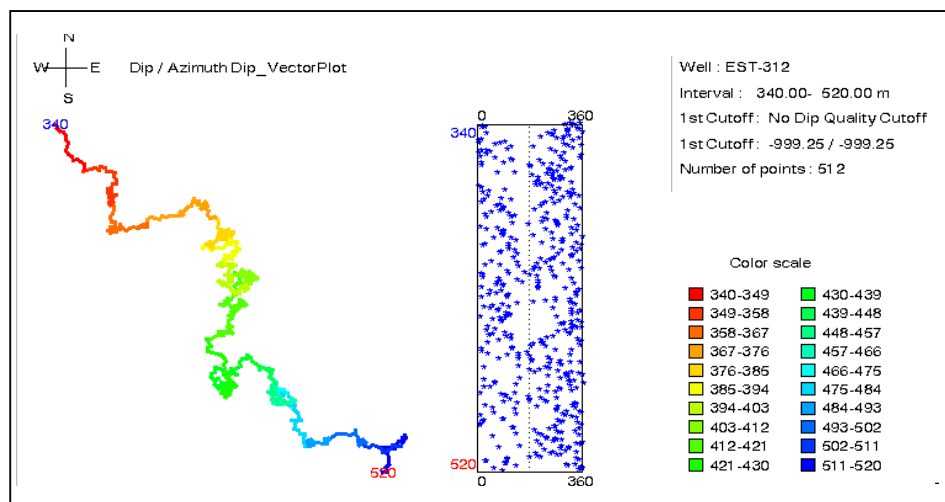 N
W E
S
Dip / Azimuth Dip_VectorPlot
340
520
0 360
340
520
0 360
Well : EST-312
Interval : 340.00- 520.00 m
1st Cutoff : No Dip Quality Cutoff
1st Cutoff : -999.25 / -999.25
Number of points : 512
Color scale
340-349 430-439
349-358 439-448
358-367 448-457
367-376 457-466
376-385 466-475
385-394 475-484
394-403 484-493
403-412 493-502
412-421 502-511
421-430 511-520